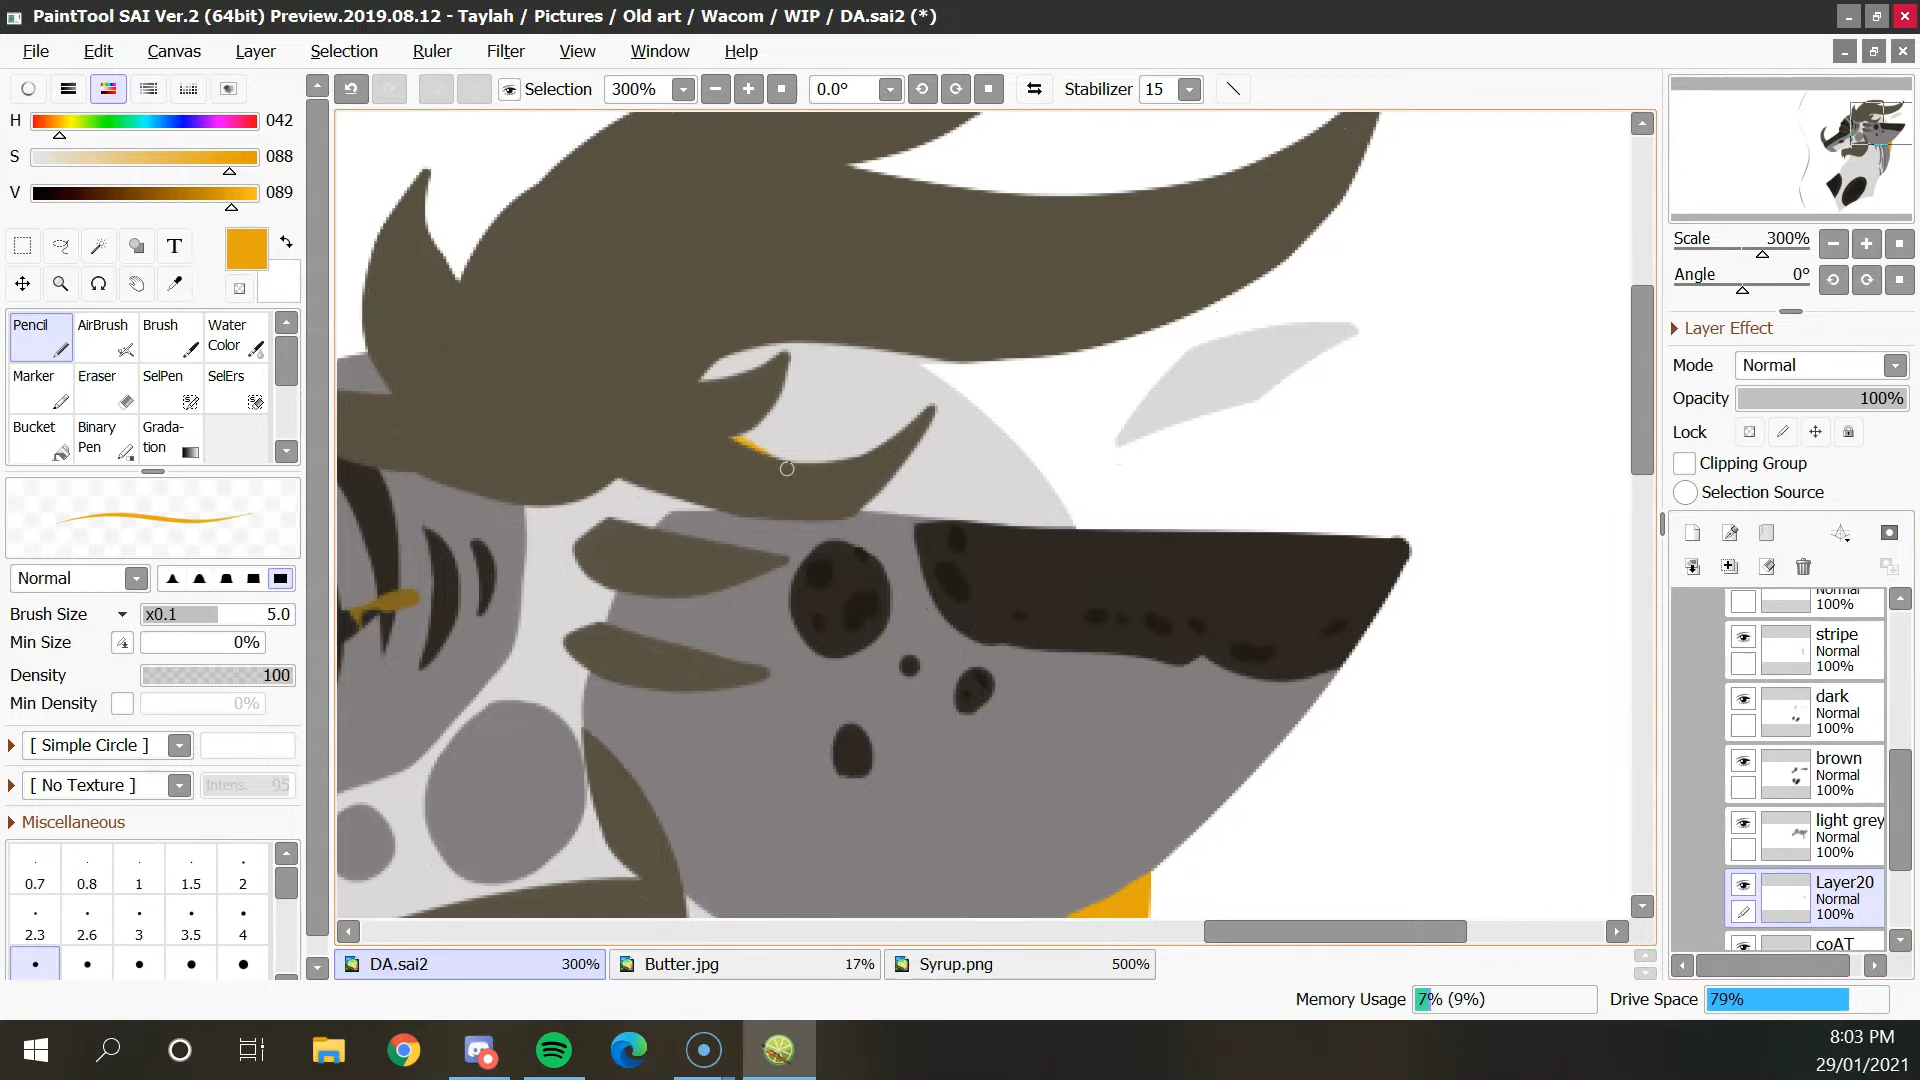 PaintTool SAI Ver.2 (64bit) Preview.2019.08.12 - Taylah / Pictures / Old art / Wacom / WIP / DA.sai2 (*)
File Edit Canvas Layer Selection Ruler Filter View Window Help
Selection 300% 0.0° Stabilizer 15
H 042
S 088
V 089
T
Pencil AirBrush Brush Water Color
Marker Eraser SelPen SelErs
Bucket Binary Pen Grada-tion
Normal
Brush Size x0.1 5.0
Min Size 0%
Density 100
Min Density 0%
[ Simple Circle ]
[ No Texture ] Intens. 95
Miscellaneous
0.7 0.8 1 1.5 2
2.3 2.6 3 3.5 4
Scale 300%
Angle 0°
Layer Effect
Mode Normal
Opacity 100%
Lock
Clipping Group
Selection Source
100%
stripe
Normal
100%
dark
Normal
100%
brown
Normal
100%
light grey
Normal
100%
Layer20
Normal
100%
coAT
DA.sai2 300% Butter.jpg 17% Syrup.png 500%
Memory Usage 7% (9%) Drive Space 79%
8:03 PM
29/01/2021